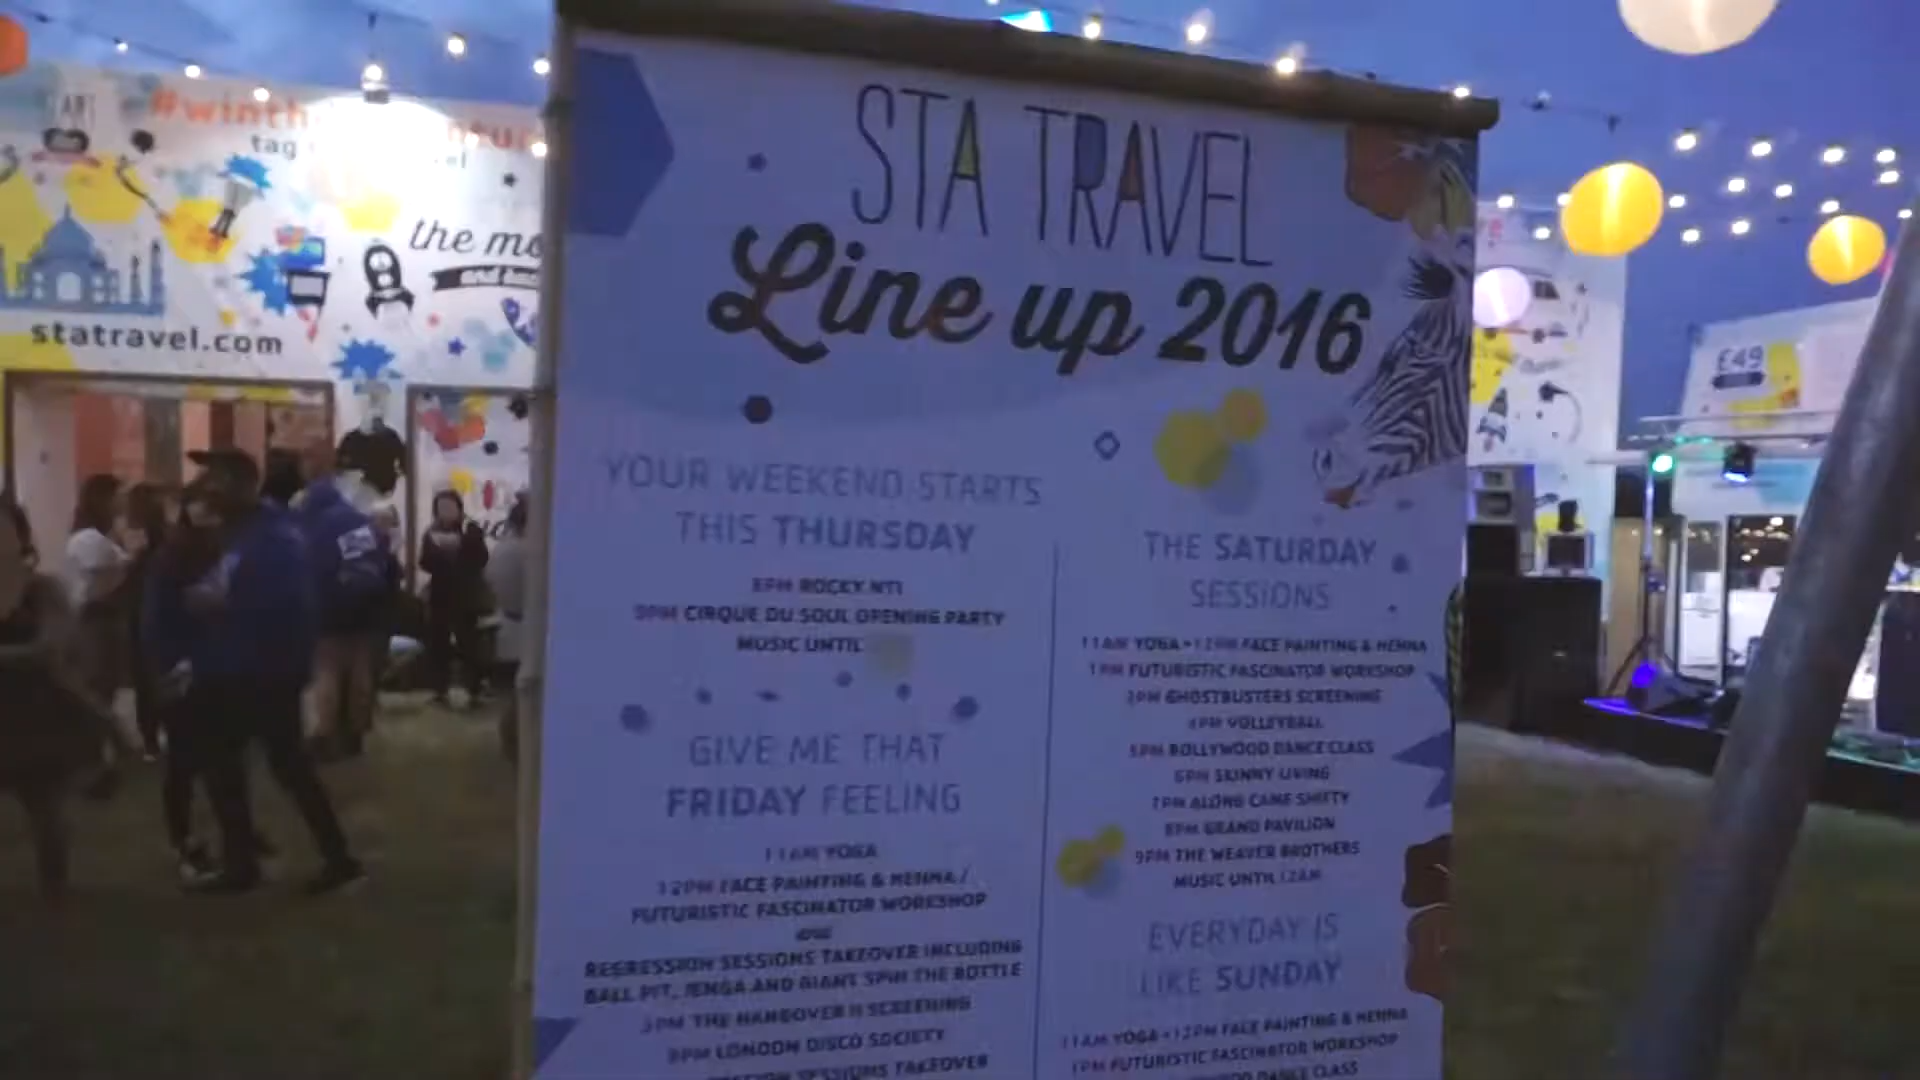 #winth
tag
the mo
statravel.com
STA TRAVEL
Line up 2016
YOUR WEEKEND STARTS
THIS THURSDAY
8PM ROCKY NTI
9PM CIRQUE DU SOUL OPENING PARTY
MUSIC UNTIL
GIVE ME THAT
FRIDAY FEELING
11AM YOGA
12PM FACE PAINTING & HENNA /
FUTURISTIC FASCINATOR WORKSHOP
REGRESSION SESSIONS TAKEOVER INCLUDING
BALL PIT, JENGA AND GIANT SPIN THE BOTTLE
THE HANGOVER II SCREENING
LONDON DISCO SOCIETY
SESSIONS TAKEOVER
THE SATURDAY
SESSIONS
11AM YOGA • 12PM FACE PAINTING & HENNA
1PM FUTURISTIC FASCINATOR WORKSHOP
GHOSTBUSTERS SCREENING
4PM VOLLEYBALL
5PM BOLLYWOOD DANCE CLASS
6PM SKINNY LIVING
7PM ALONG CAME SHIFTY
8PM GRAND PAVILION
9PM THE WEAVER BROTHERS
MUSIC UNTIL 12AM
EVERYDAY IS
LIKE SUNDAY
11AM YOGA • 12PM FACE PAINTING & HENNA
1PM FUTURISTIC FASCINATOR WORKSHOP
DANCE CLASS
£49